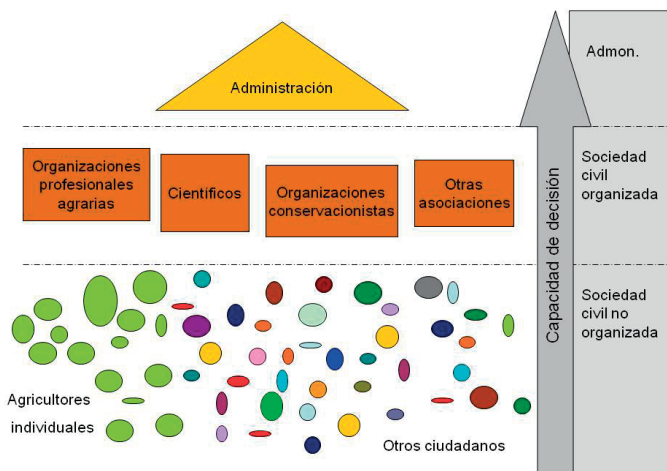 Administración
Admon.
Organizaciones
profesionales
agrarias
Científicos
Organizaciones
conservacionistas
Otras
asociaciones
Sociedad
civil
organizada
Capacidad de decisión
Sociedad
civil no
organizada
Agricultores
individuales
Otros ciudadanos